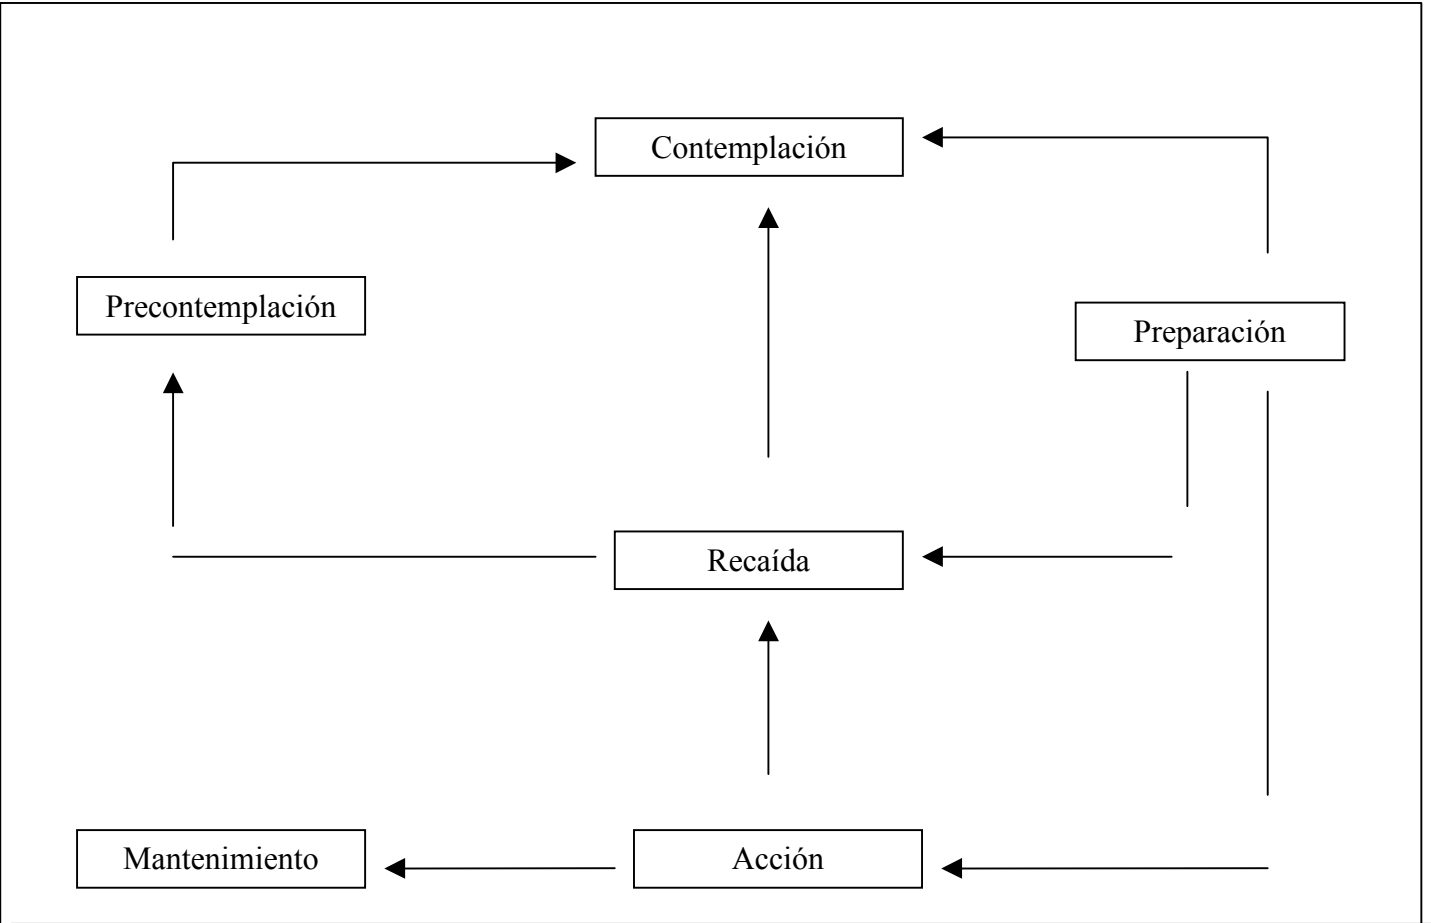 Contemplación
Precontemplación
Preparación
Recaída
Mantenimiento
Acción